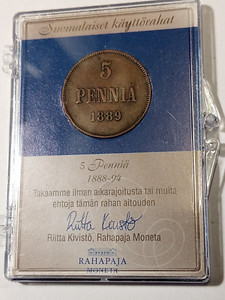 Suomalaiset käyttörahat
5
PENNIÄ
1889
5 Penniä
1888-94
Takaamme ilman aikarajoitusta tai muita
ehtoja tämän rahan aitouden
Riitta Kivistö
Riitta Kivistö, Rahapaja Moneta
RAHAPAJA
MONETA